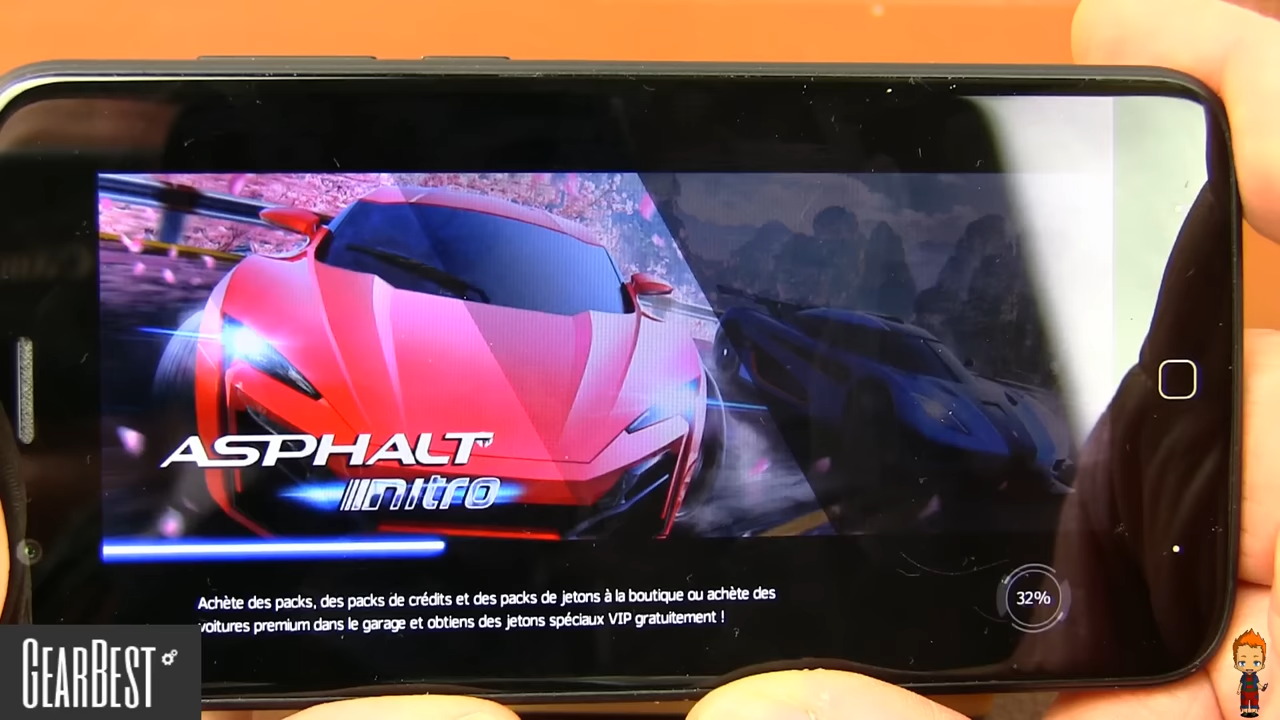 ASPHALT
nitro
Achète des packs, des packs de crédits et des packs de jetons à la boutique ou achète des
voitures premium dans le garage et obtiens des jetons spéciaux VIP gratuitement !
32%
GEARBEST